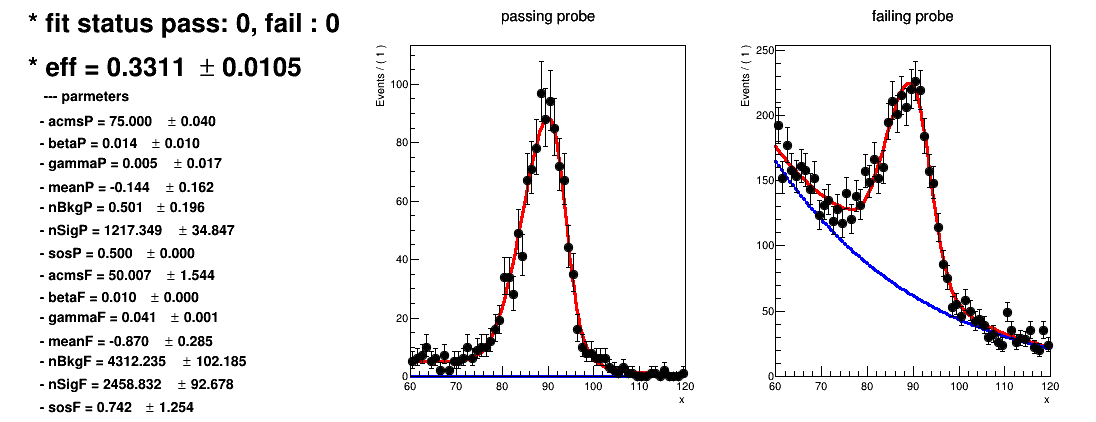 * fit status pass: 0, fail : 0
* eff = 0.3311 ± 0.0105
--- parmeters
- acmsP = 75.000 ± 0.040
- betaP = 0.014 ± 0.010
- gammaP = 0.005 ± 0.017
- meanP = -0.144 ± 0.162
- nBkgP = 0.501 ± 0.196
- nSigP = 1217.349 ± 34.847
- sosP = 0.500 ± 0.000
- acmsF = 50.007 ± 1.544
- betaF = 0.010 ± 0.000
- gammaF = 0.041 ± 0.001
- meanF = -0.870 ± 0.285
- nBkgF = 4312.235 ± 102.185
- nSigF = 2458.832 ± 92.678
- sosF = 0.742 ± 1.254
passing probe
Events / ( 1 )
100
80
60
40
20
0
60 70 80 90 100 110 120
x
failing probe
Events / ( 1 )
250
200
150
100
50
0
60 70 80 90 100 110 120
x